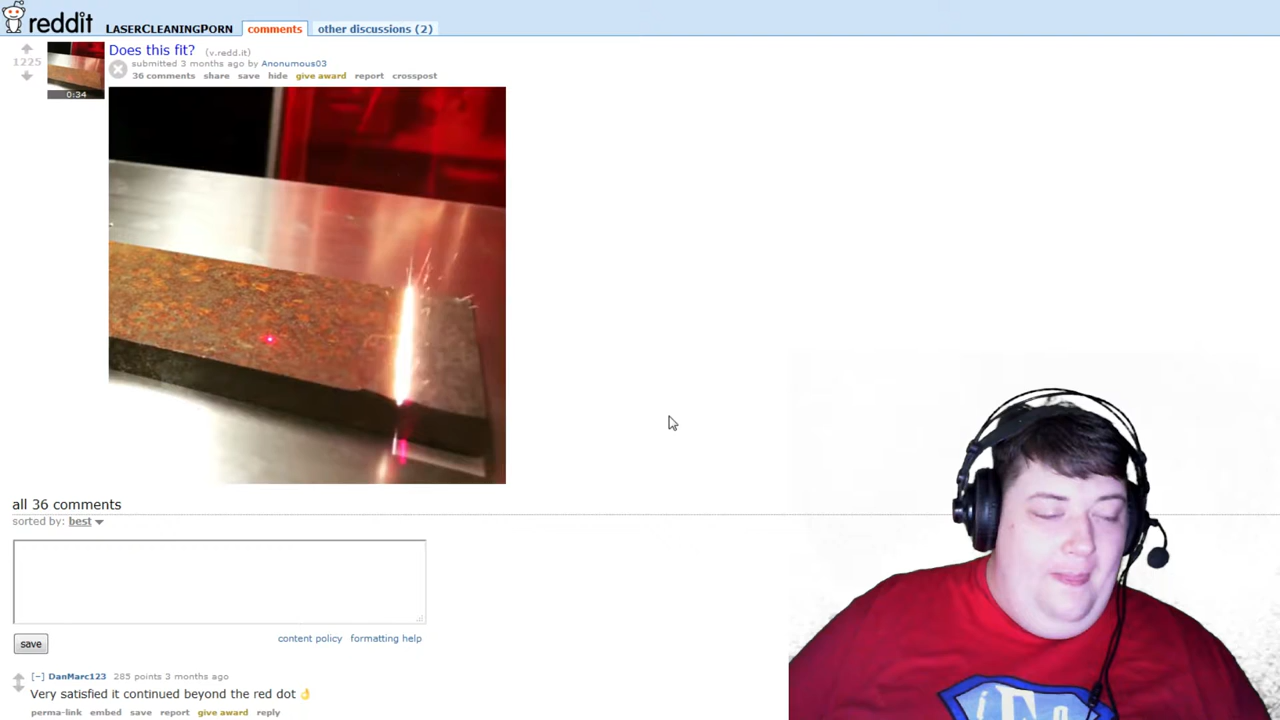 reddit LASERCLEANINGPORN comments other discussions (2)
1225
0:34
Does this fit? (v.redd.it)
submitted 3 months ago by Anonumous03
36 comments share save hide give award report crosspost
all 36 comments
sorted by: best
save
content policy formatting help
[–] DanMarc123 285 points 3 months ago
Very satisfied it continued beyond the red dot 👌
perma-link embed save report give award reply